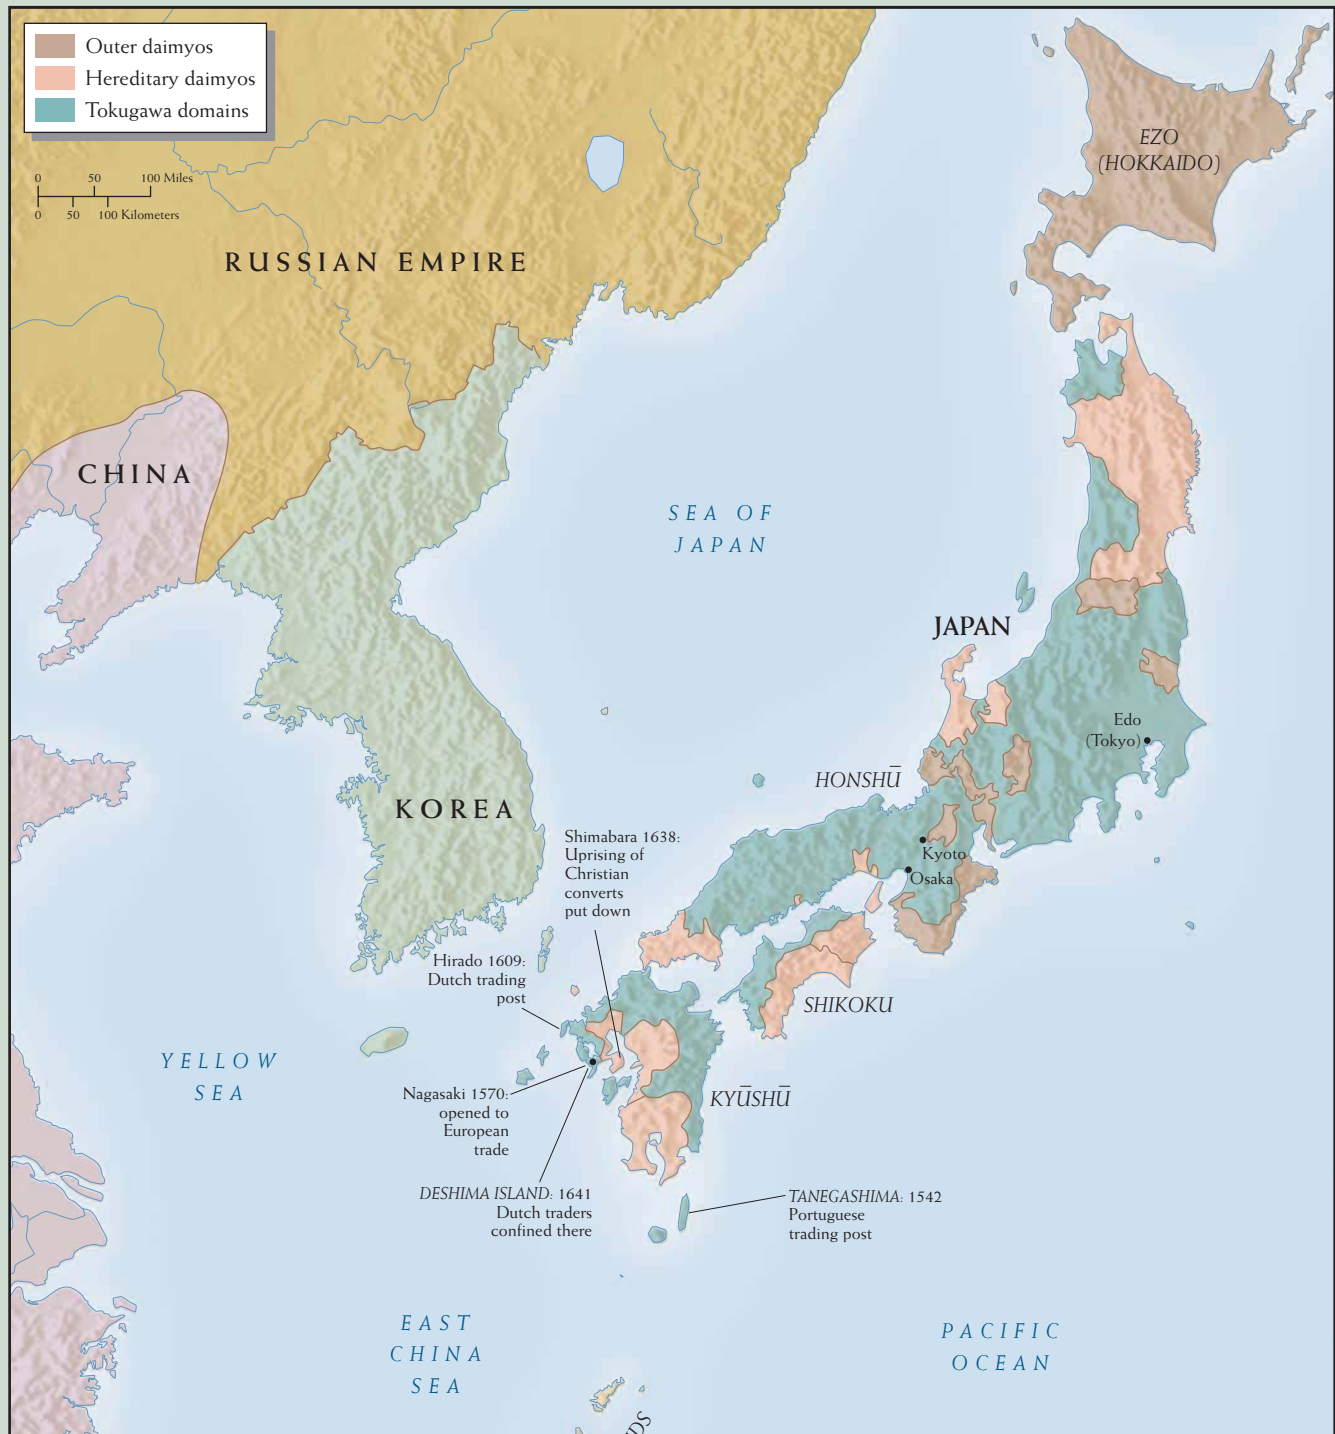 Outer daimyos
Hereditary daimyos
Tokugawa domains
0 50 100 Miles
0 50 100 Kilometers
EZO
(HOKKAIDO)
RUSSIAN EMPIRE
CHINA
SEA OF
JAPAN
JAPAN
Edo
(Tokyo)
HONSHŪ
KOREA
Shimabara 1638:
Uprising of
Christian
converts
put down
Kyoto
Osaka
Hirado 1609:
Dutch trading
post
SHIKOKU
YELLOW
SEA
Nagasaki 1570:
opened to
European
trade
KYŪSHŪ
DESHIMA ISLAND: 1641
Dutch traders
confined there
TANEGASHIMA: 1542
Portuguese
trading post
EAST
CHINA
SEA
PACIFIC
OCEAN